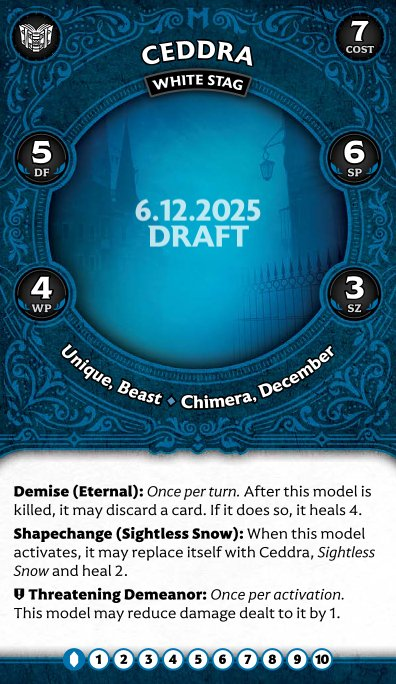 7
COST
CEDDRA
WHITE STAG
5
DF
6
SP
6.12.2025
DRAFT
4
WP
3
SZ
Unique, Beast ◆ Chimera, December
Demise (Eternal): Once per turn. After this model is
killed, it may discard a card. If it does so, it heals 4.
Shapechange (Sightless Snow): When this model
activates, it may replace itself with Ceddra, Sightless
Snow and heal 2.
Threatening Demeanor: Once per activation.
This model may reduce damage dealt to it by 1.
1 2 3 4 5 6 7 8 9 10